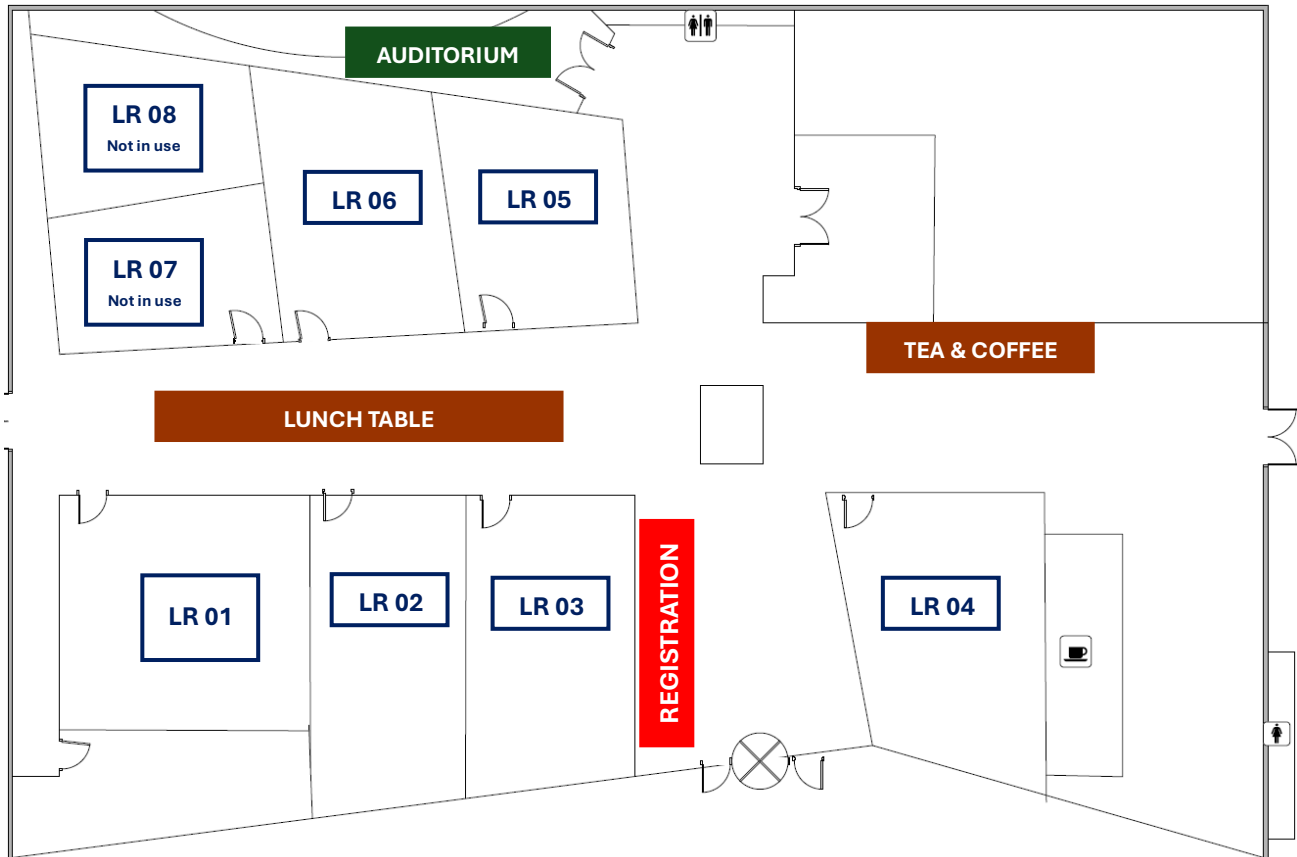 AUDITORIUM
LR 08
Not in use
LR 06
LR 05
LR 07
Not in use
TEA & COFFEE
LUNCH TABLE
LR 01
LR 02
LR 03
REGISTRATION
LR 04